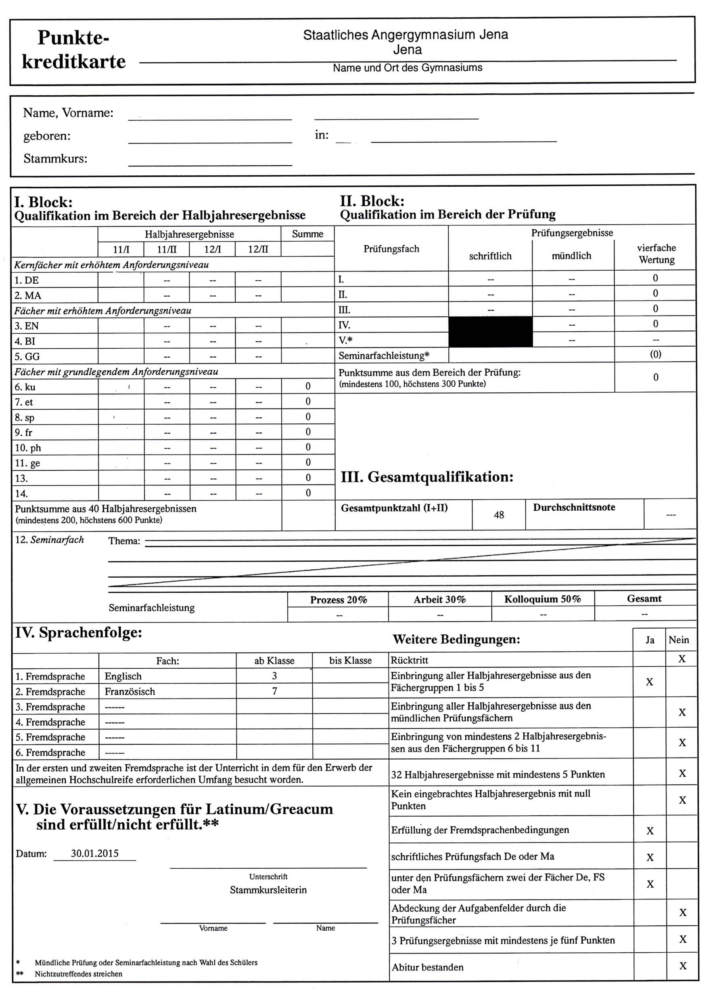 Punkte-
kreditkarte
Staatliches Angergymnasium Jena
Jena
Name und Ort des Gymnasiums
Name, Vorname:
geboren:
in:
Stammkurs:
I. Block:
Qualifikation im Bereich der Halbjahresergebnisse
Halbjahresergebnisse Summe
11/I 11/II 12/I 12/II
Kernfächer mit erhöhtem Anforderungsniveau
1. DE -- -- --
2. MA -- -- --
Fächer mit erhöhtem Anforderungsniveau
3. EN -- -- --
4. BI -- -- --
5. GG -- -- --
Fächer mit grundlegendem Anforderungsniveau
6. ku -- -- -- 0
7. et -- -- -- 0
8. sp -- -- -- 0
9. fr -- -- -- 0
10. ph -- -- -- 0
11. ge -- -- -- 0
13. -- -- -- 0
14. -- -- -- 0
Punktsumme aus 40 Halbjahresergebnissen
(mindestens 200, höchstens 600 Punkte)
II. Block:
Qualifikation im Bereich der Prüfung
Prüfungsfach
Prüfungsergebnisse
schriftlich mündlich vierfache
Wertung
I. -- -- 0
II. -- -- 0
III. -- -- 0
IV. -- 0
V.* -- --
Seminarfachleistung* (0)
Punktsumme aus dem Bereich der Prüfung: 0
(mindestens 100, höchstens 300 Punkte)
III. Gesamtqualifikation:
Gesamtpunktzahl (I+II) 48 Durchschnittsnote ---
12. Seminarfach Thema:
Prozess 20% Arbeit 30% Kolloquium 50% Gesamt
Seminarfachleistung -- -- -- --
IV. Sprachenfolge:
Fach: ab Klasse bis Klasse
1. Fremdsprache Englisch 3
2. Fremdsprache Französisch 7
3. Fremdsprache ------
4. Fremdsprache ------
5. Fremdsprache ------
6. Fremdsprache ------
In der ersten und zweiten Fremdsprache ist der Unterricht in dem für den Erwerb der
allgemeinen Hochschulreife erforderlichen Umfang besucht worden.
V. Die Voraussetzungen für Latinum/Greacum
sind erfüllt/nicht erfüllt.**
Datum: 30.01.2015
Unterschrift
Stammkursleiterin
Vorname Name
* Mündliche Prüfung oder Seminarfachleistung nach Wahl des Schülers
** Nichtzutreffendes streichen
Weitere Bedingungen: Ja Nein
Rücktritt X
Einbringung aller Halbjahresergebnisse aus den
Fächergruppen 1 bis 5 X
Einbringung aller Halbjahresergebnisse aus den
mündlichen Prüfungsfächern X
Einbringung von mindestens 2 Halbjahresergebnis-
sen aus den Fächergruppen 6 bis 11 X
32 Halbjahresergebnisse mit mindestens 5 Punkten X
Kein eingebrachtes Halbjahresergebnis mit null
Punkten X
Erfüllung der Fremdsprachenbedingungen X
schriftliches Prüfungsfach De oder Ma X
unter den Prüfungsfächern zwei der Fächer De, FS
oder Ma X
Abdeckung der Aufgabenfelder durch die
Prüfungsfächer X
3 Prüfungsergebnisse mit mindestens je fünf Punkten X
Abitur bestanden X